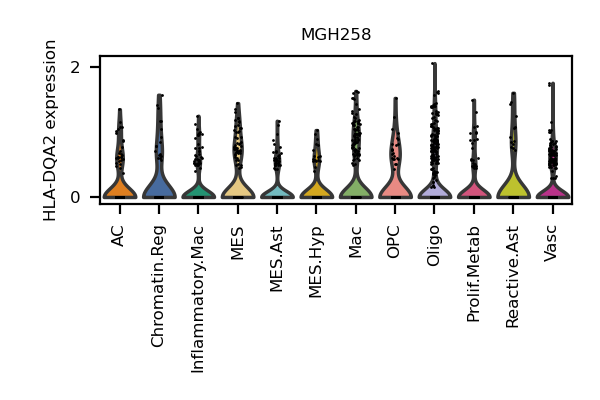 MGH258
HLA-DQA2 expression
2
0
AC
Chromatin.Reg
Inflammatory.Mac
MES
MES.Ast
MES.Hyp
Mac
OPC
Oligo
Prolif.Metab
Reactive.Ast
Vasc